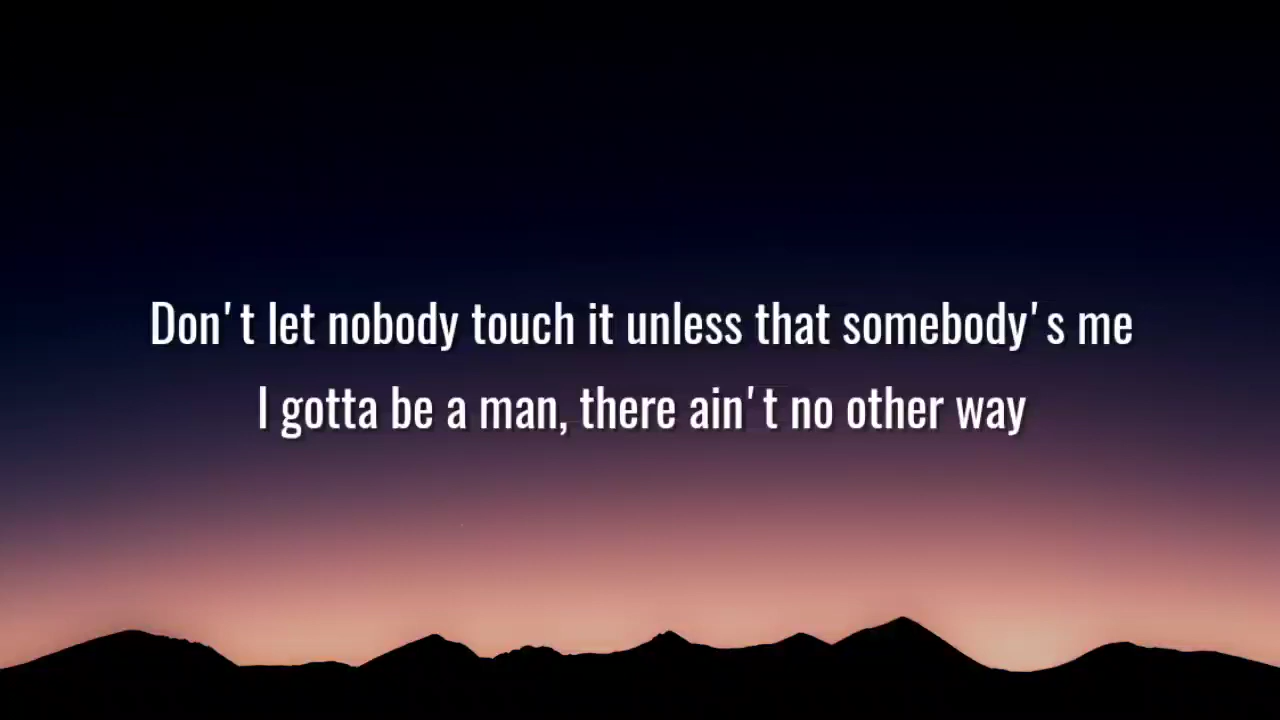 Don't let nobody touch it unless that somebody's me
I gotta be a man, there ain't no other way